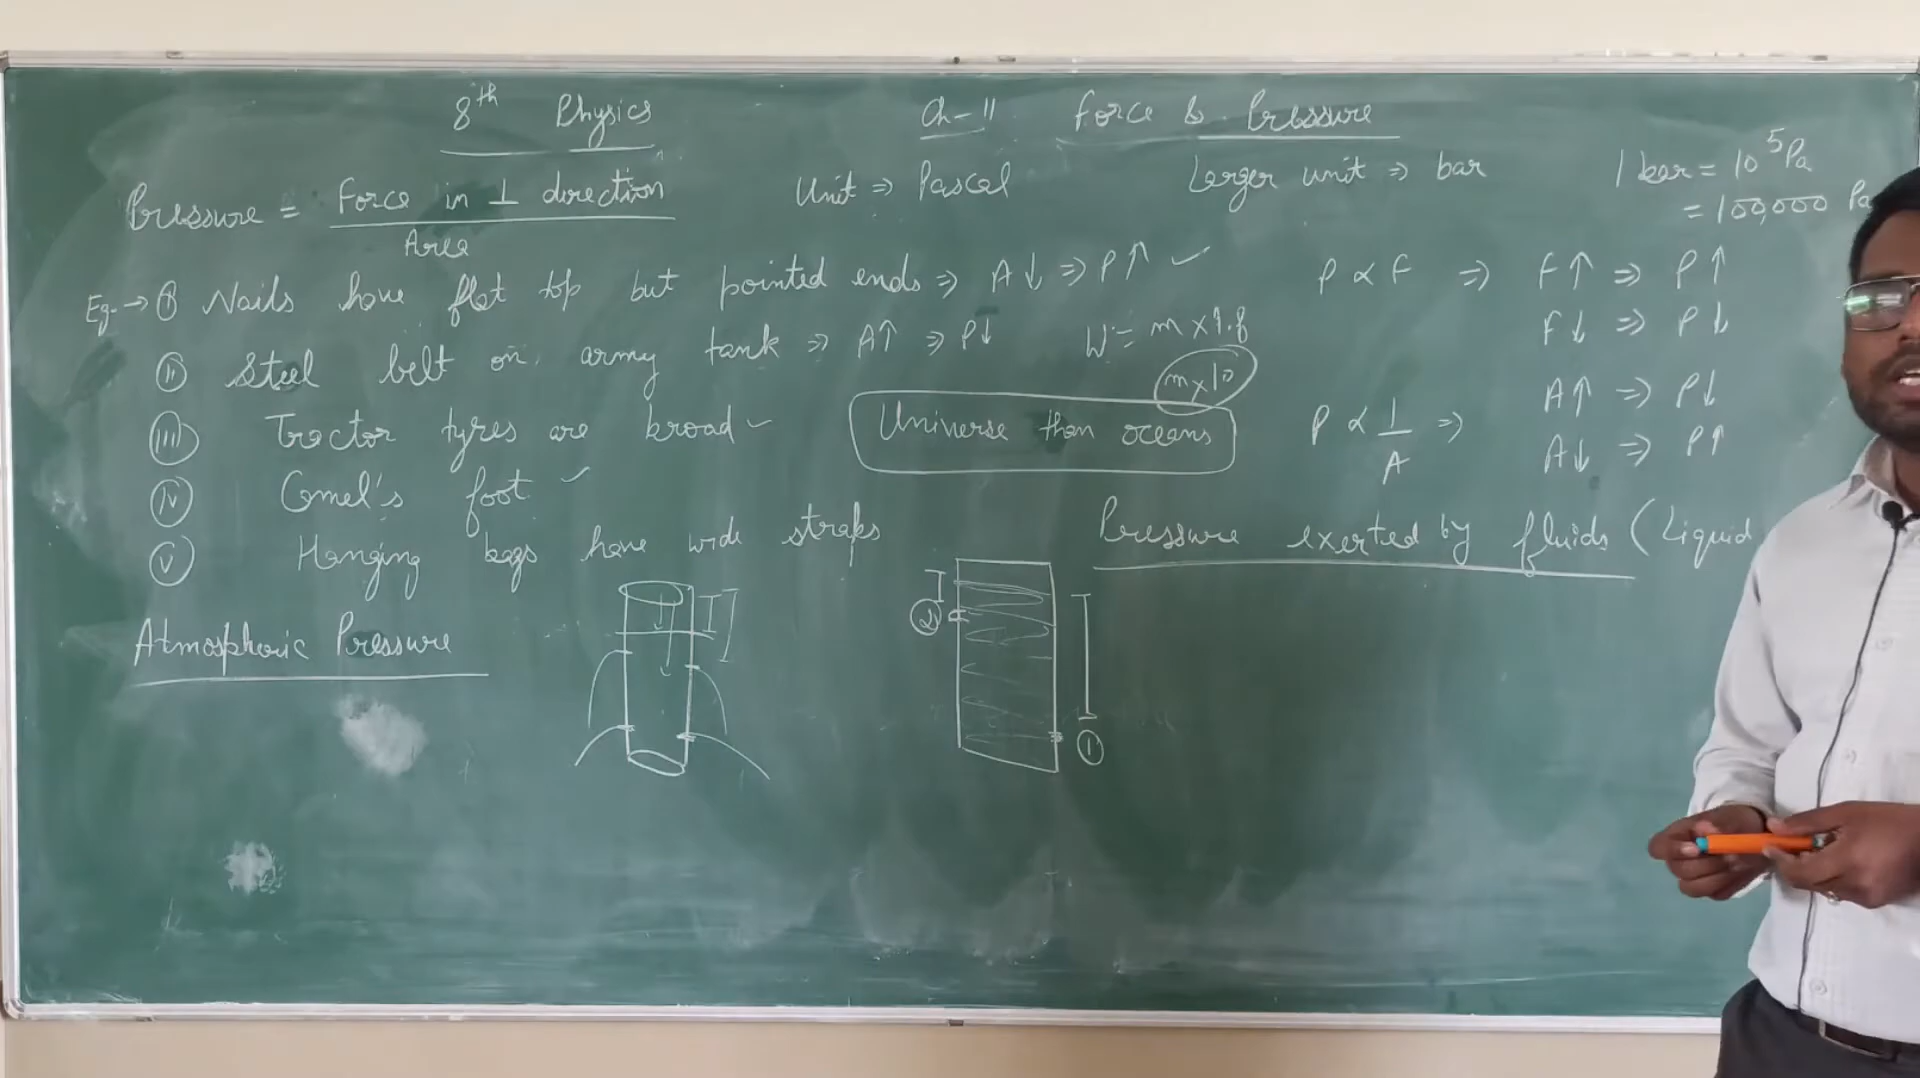 8th Physics Ch-11 Force & Pressure
Pressure = Force in ⊥ direction / Area Unit ⇒ Pascal Larger unit ⇒ bar 1 bar = 10^5 Pa
= 100,000 Pa
Eg → (i) Nails have flat top but pointed ends ⇒ A↓ ⇒ P↑ ✓ P ∝ F ⇒ F↑ ⇒ P↑
F↓ ⇒ P↓
(ii) Steel belt on army tank ⇒ A↑ ⇒ P↓ W = m×9.8
m×10
(iii) Tractor tyres are broad ✓ Universe than oceans P ∝ 1/A ⇒ A↑ ⇒ P↓
A↓ ⇒ P↑
(iv) Camel's foot ✓
(v) Hanging bags have wide straps Pressure exerted by fluids (Liquid
Atmospheric Pressure
2
1